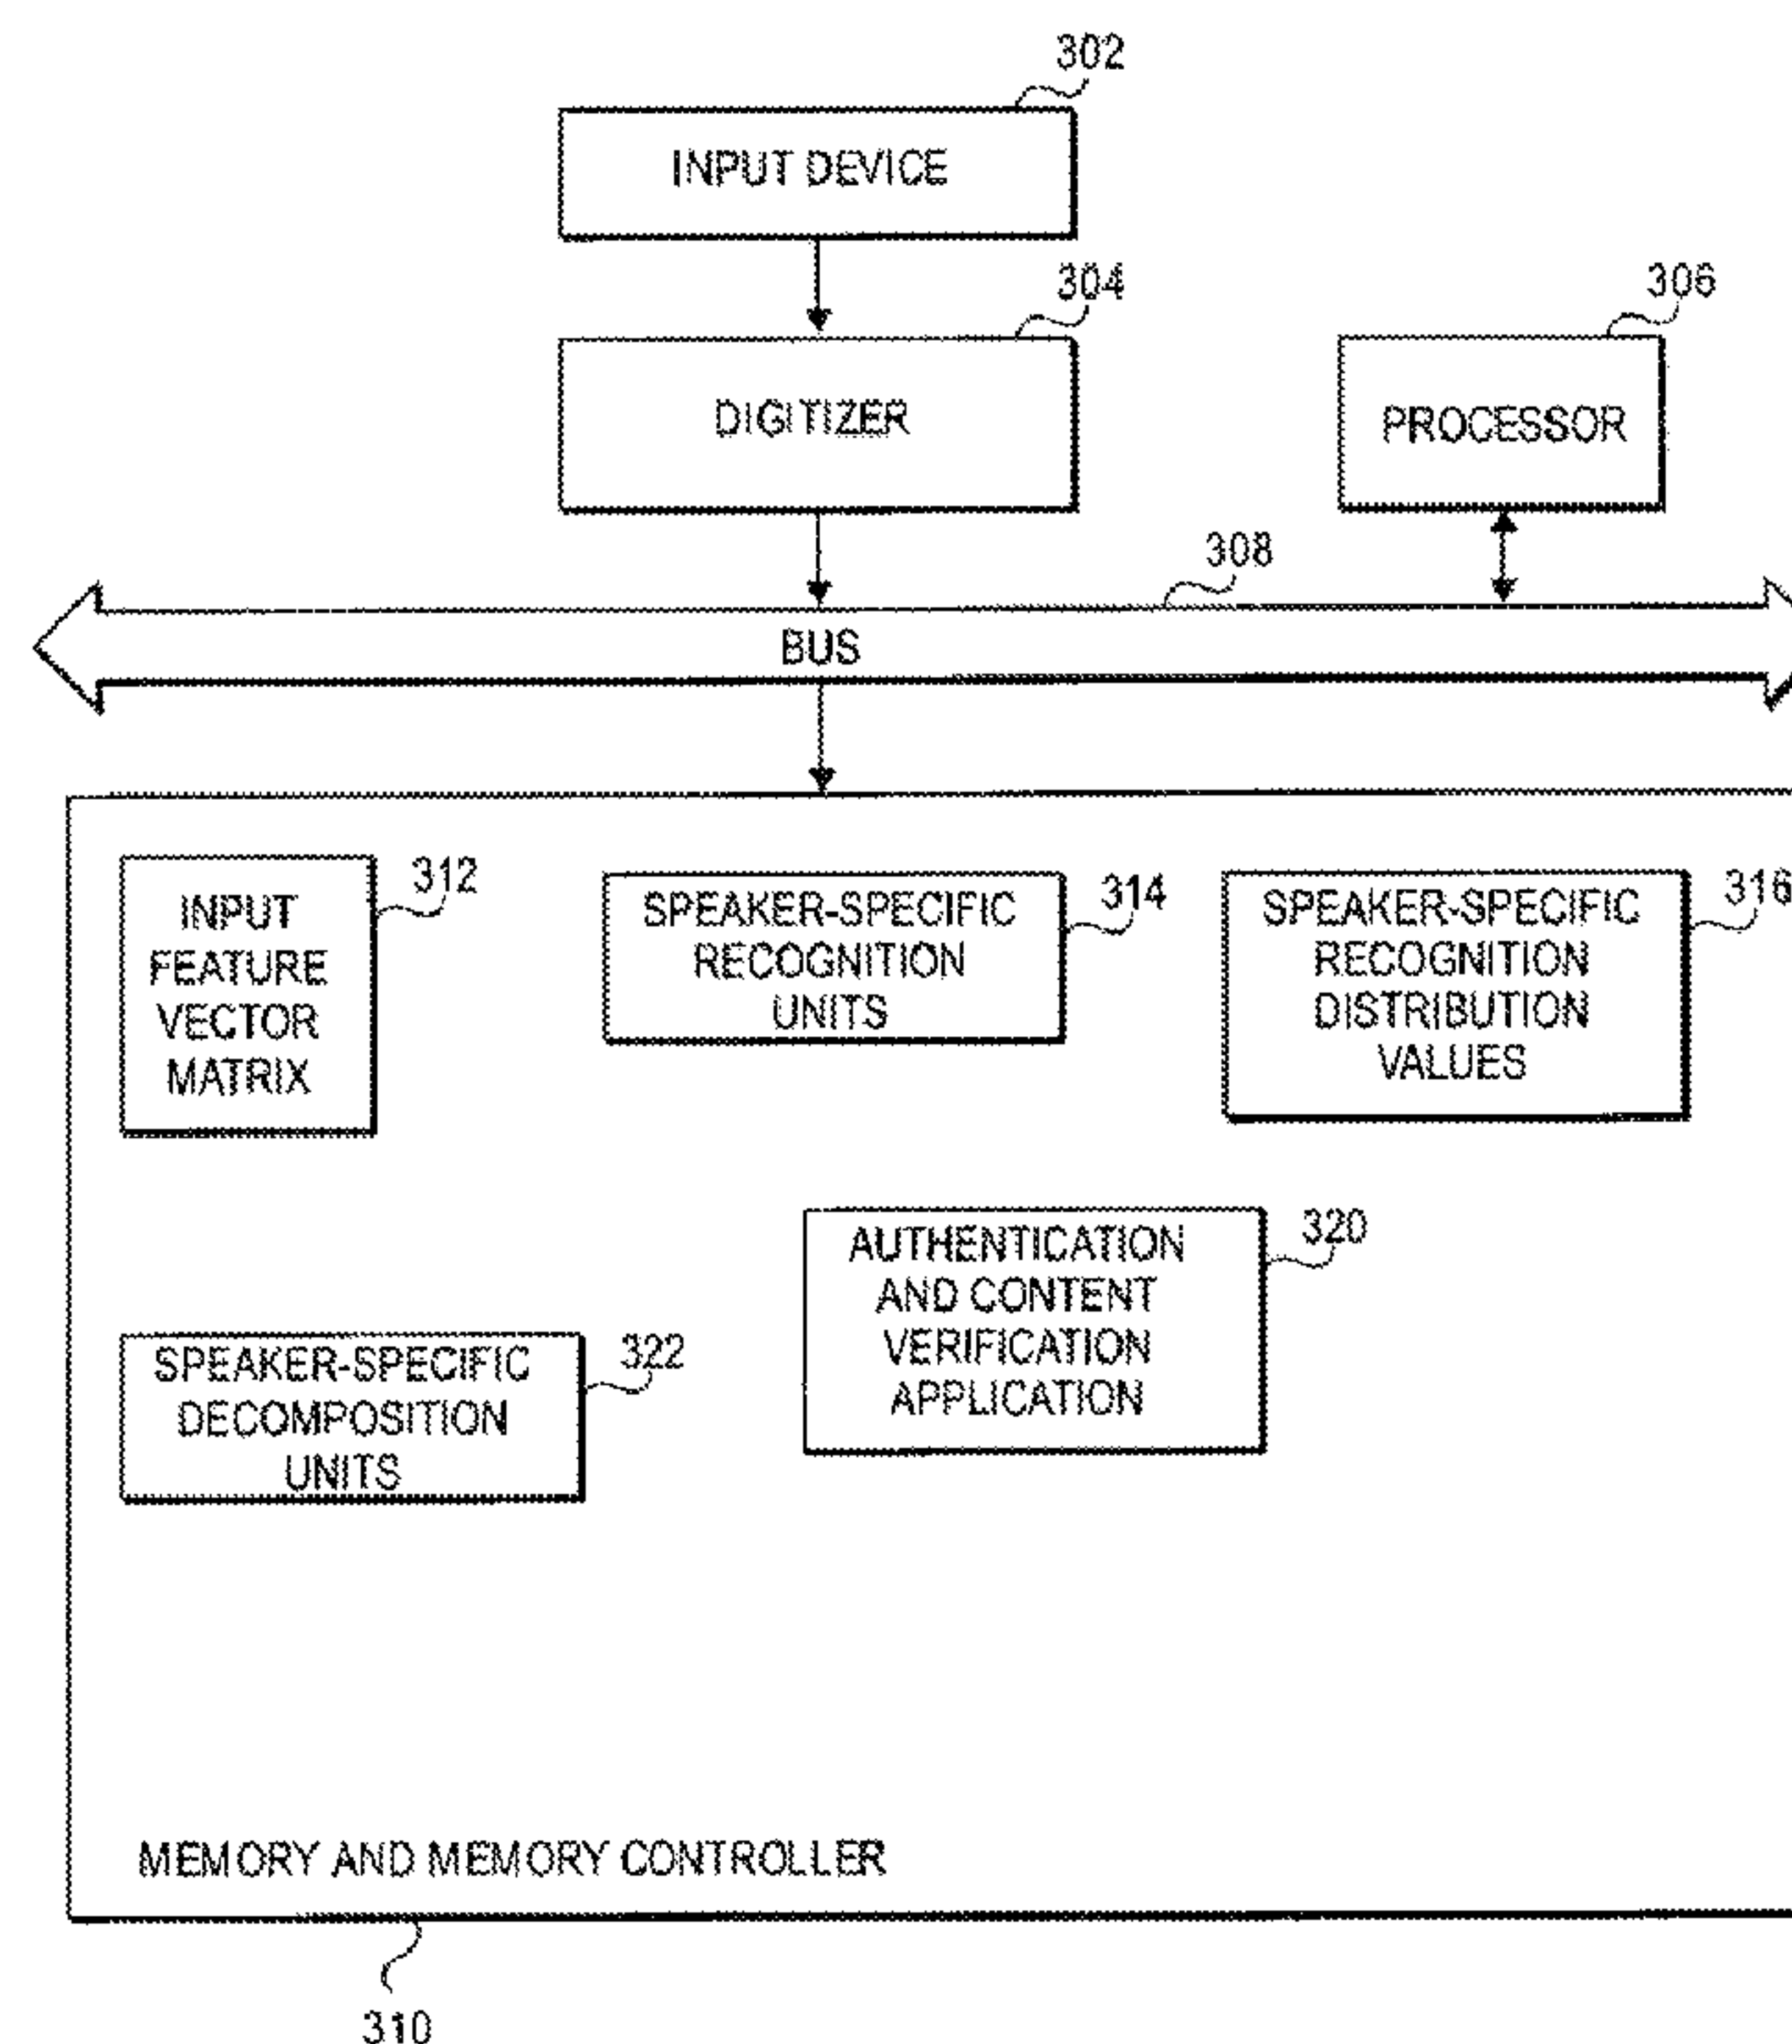 302
INPUT DEVICE
304
DIGITIZER
306
PROCESSOR
308
BUS
312
INPUT
FEATURE
VECTOR
MATRIX
314
SPEAKER-SPECIFIC
RECOGNITION
UNITS
316
SPEAKER-SPECIFIC
RECOGNITION
DISTRIBUTION
VALUES
320
AUTHENTICATION
AND CONTENT
VERIFICATION
APPLICATION
322
SPEAKER-SPECIFIC
DECOMPOSITION
UNITS
MEMORY AND MEMORY CONTROLLER
310